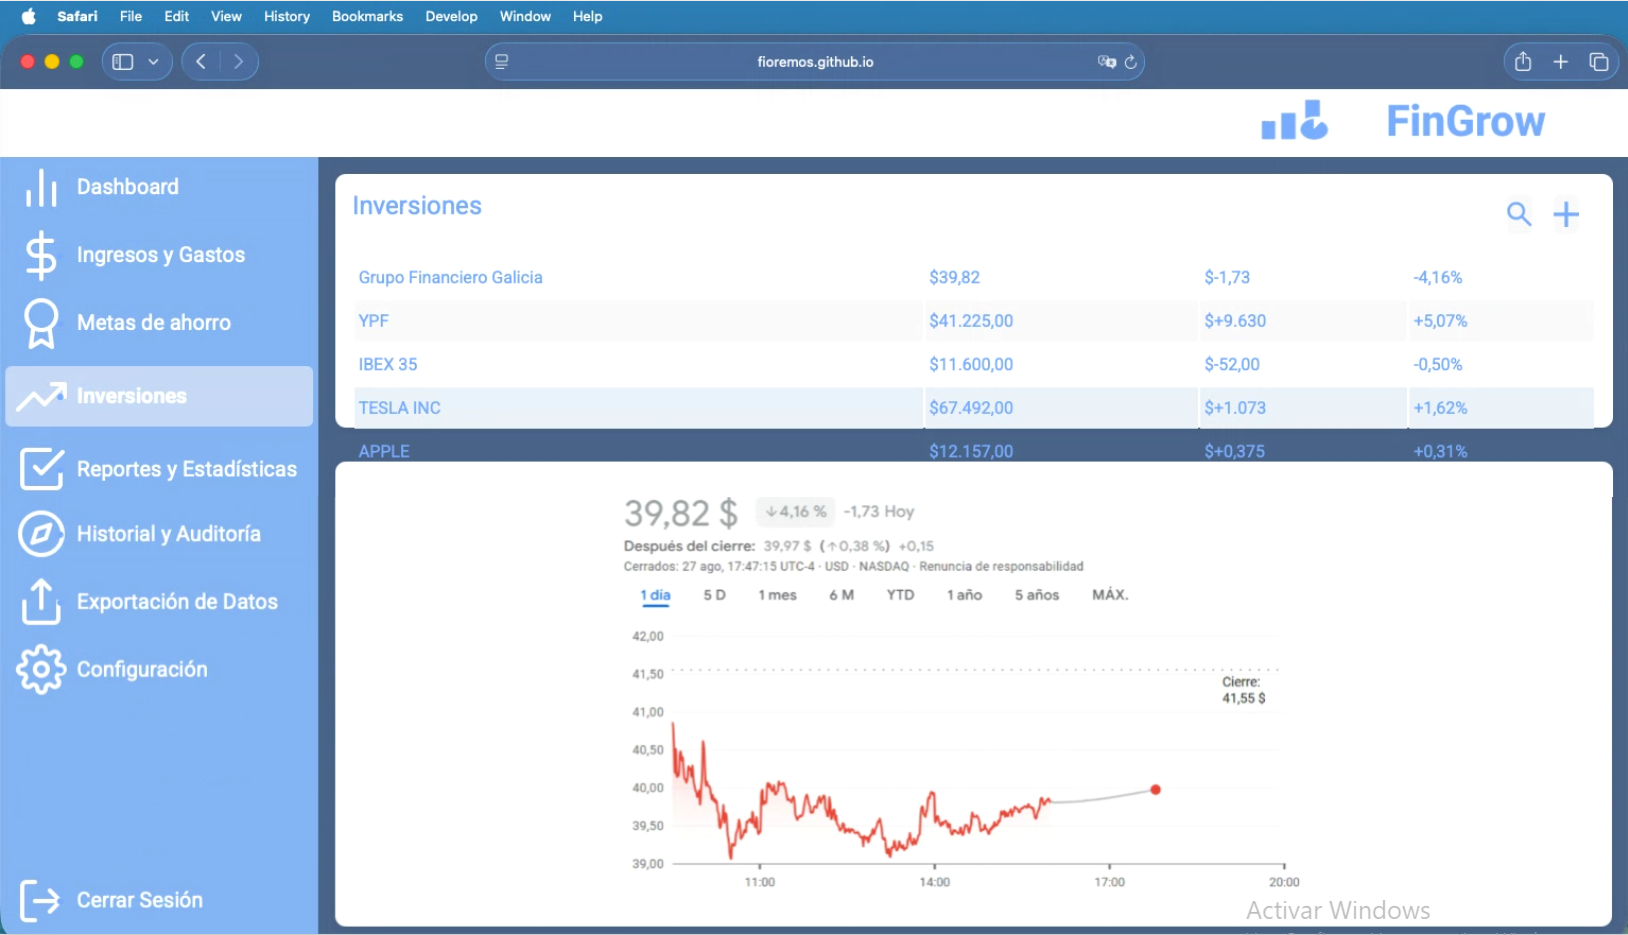 Safari File Edit View History Bookmarks Develop Window Help
fioremos.github.io
FinGrow
Dashboard
Ingresos y Gastos
Metas de ahorro
Inversiones
Reportes y Estadísticas
Historial y Auditoría
Exportación de Datos
Configuración
Cerrar Sesión
Inversiones
Grupo Financiero Galicia $39,82 $-1,73 -4,16%
YPF $41.225,00 $+9.630 +5,07%
IBEX 35 $11.600,00 $-52,00 -0,50%
TESLA INC $67.492,00 $+1.073 +1,62%
APPLE $12.157,00 $+0,375 +0,31%
39,82 $ ↓4,16 % -1,73 Hoy
Después del cierre: 39,97 $ (↑0,38 %) +0,15
Cerrados: 27 ago, 17:47:15 UTC-4 · USD · NASDAQ · Renuncia de responsabilidad
1 día 5 D 1 mes 6 M YTD 1 año 5 años MÁX.
42,00
41,50
Cierre:
41,55 $
41,00
40,50
40,00
39,50
39,00
11:00 14:00 17:00 20:00
Activar Windows